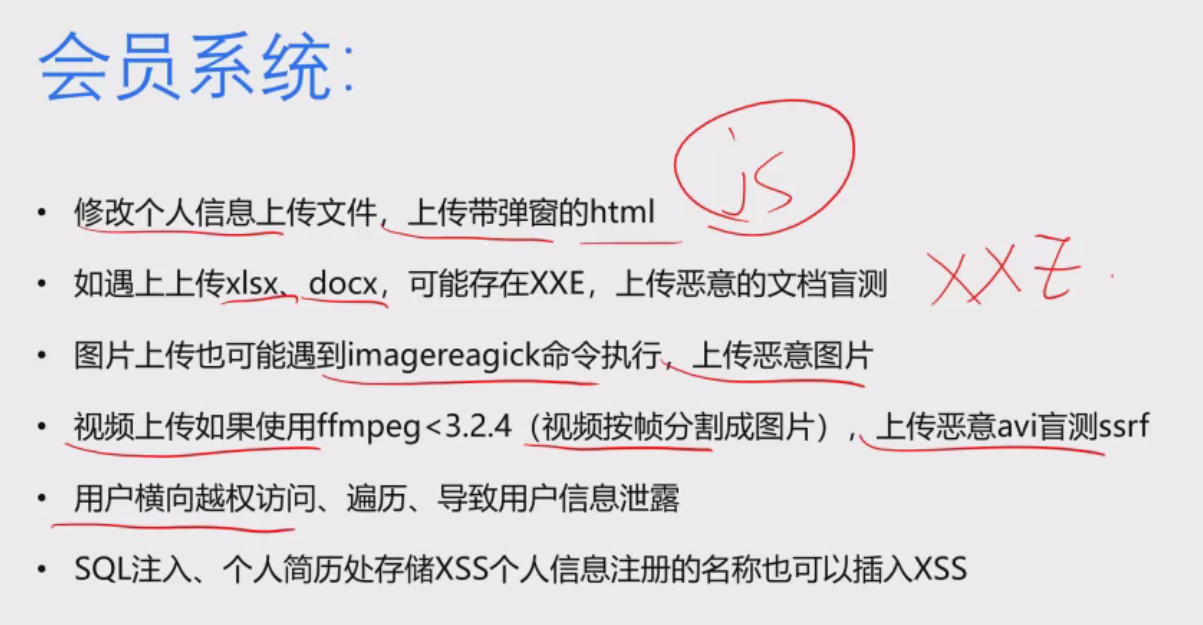 会员系统：
js
• 修改个人信息上传文件，上传带弹窗的html
• 如遇上上传xlsx、docx，可能存在XXE，上传恶意的文档盲测
XXE
• 图片上传也可能遇到imagereagick命令执行，上传恶意图片
• 视频上传如果使用ffmpeg<3.2.4（视频按帧分割成图片），上传恶意avi盲测ssrf
• 用户横向越权访问、遍历、导致用户信息泄露
• SQL注入、个人简历处存储XSS个人信息注册的名称也可以插入XSS